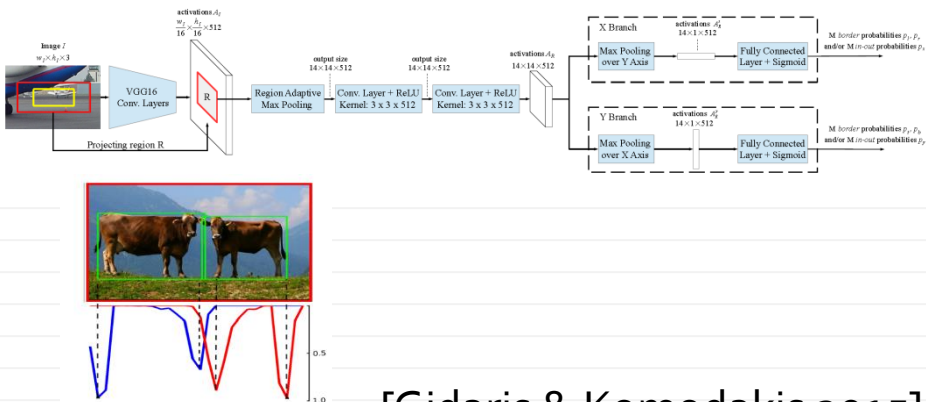 activations A_I
w_I/16 × h_I/16 ×512
Image I
w_I×h_I×3
VGG16
Conv. Layers
R
Projecting region R
Region Adaptive
Max Pooling
output size
14×14×512
Conv. Layer + ReLU
Kernel: 3 x 3 x 512
output size
14×14×512
Conv. Layer + ReLU
Kernel: 3 x 3 x 512
activations A_R
14×14×512
X Branch
activations
14×1×512
Max Pooling
over Y Axis
Fully Connected
Layer + Sigmoid
M border probabilities p_l, p_r
and/or M in-out probabilities p_x
Y Branch
activations
14×1×512
Max Pooling
over X Axis
Fully Connected
Layer + Sigmoid
M border probabilities p_t, p_b
and/or M in-out probabilities p_y
0.5
1.0
[Gidaris & Komodakis 2015]